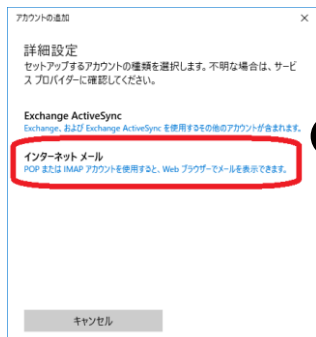 アカウントの追加
詳細設定
セットアップするアカウントの種類を選択します。不明な場合は、サービ
ス プロバイダーに確認してください。
Exchange ActiveSync
Exchange、および Exchange ActiveSync を使用するその他のアカウントが含まれます。
インターネット メール
POP または IMAP アカウントを使用すると、Web ブラウザーでメールを表示できます。
キャンセル